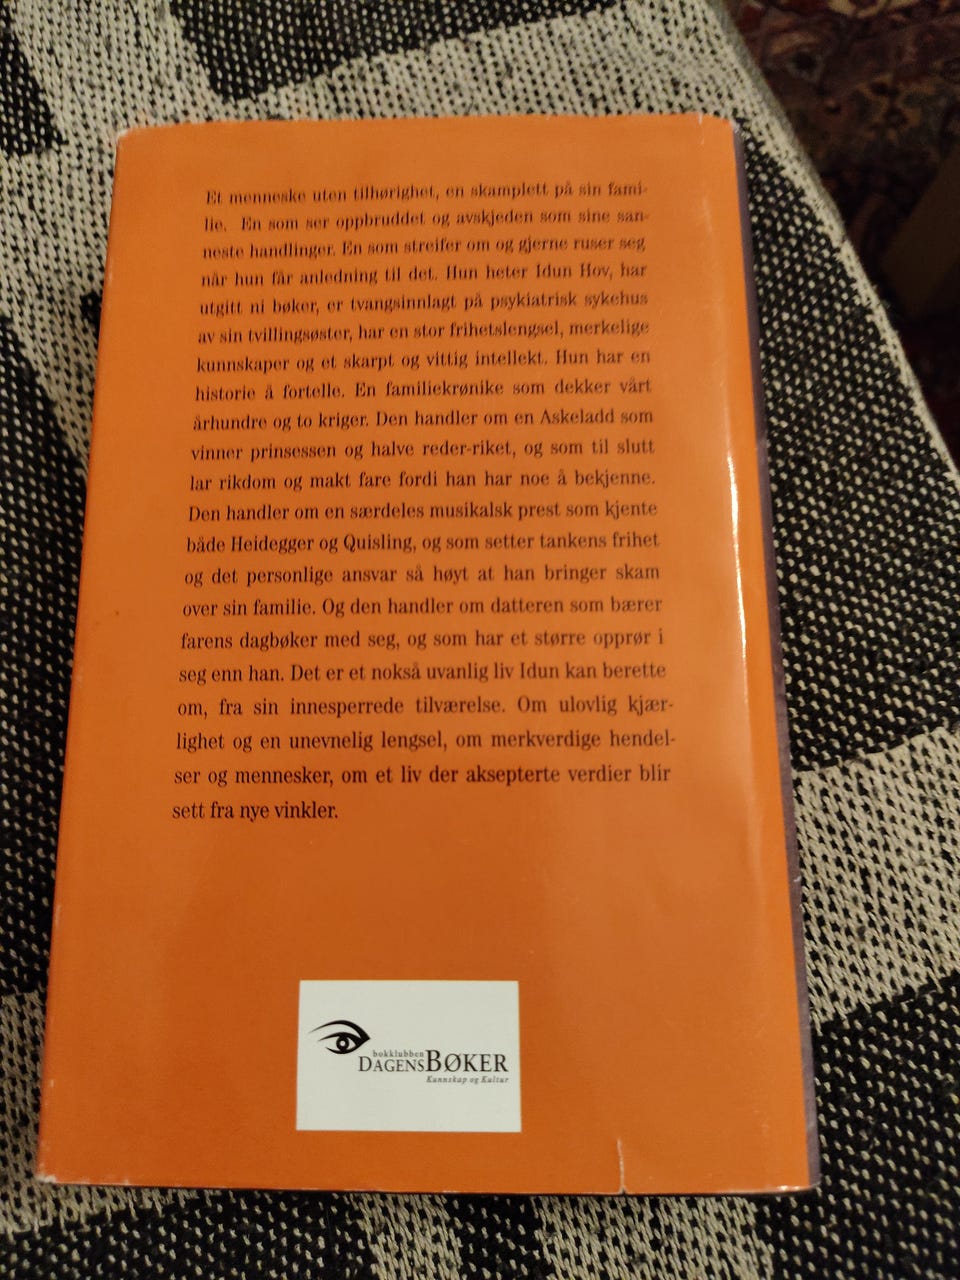 Et menneske uten tilhørighet, en skamplett på sin fami-
lie. En som ser oppbruddet og avskjeden som sine san-
neste handlinger. En som streifer om og gjerne ruser seg
når hun får anledning til det. Hun heter Idun Hov, har
utgitt ni bøker, er tvangsinnlagt på psykiatrisk sykehus
av sin tvillingsøster, har en stor frihetslengsel, merkelige
kunnskaper og et skarpt og vittig intellekt. Hun har en
historie å fortelle. En familiekrønike som dekker vårt
århundre og to kriger. Den handler om en Askeladd som
vinner prinsessen og halve reder-riket, og som til slutt
lar rikdom og makt fare fordi han har noe å bekjenne.
Den handler om en særdeles musikalsk prest som kjente
både Heidegger og Quisling, og som setter tankens frihet
og det personlige ansvar så høyt at han bringer skam
over sin familie. Og den handler om datteren som bærer
farens dagbøker med seg, og som har et større opprør i
seg enn han. Det er et nokså uvanlig liv Idun kan berette
om, fra sin innesperrede tilværelse. Om ulovlig kjær-
lighet og en unevnelig lengsel, om merkverdige hendel-
ser og mennesker, om et liv der aksepterte verdier blir
sett fra nye vinkler.
bokklubben
DAGENSBØKER
Kunnskap og Kultur